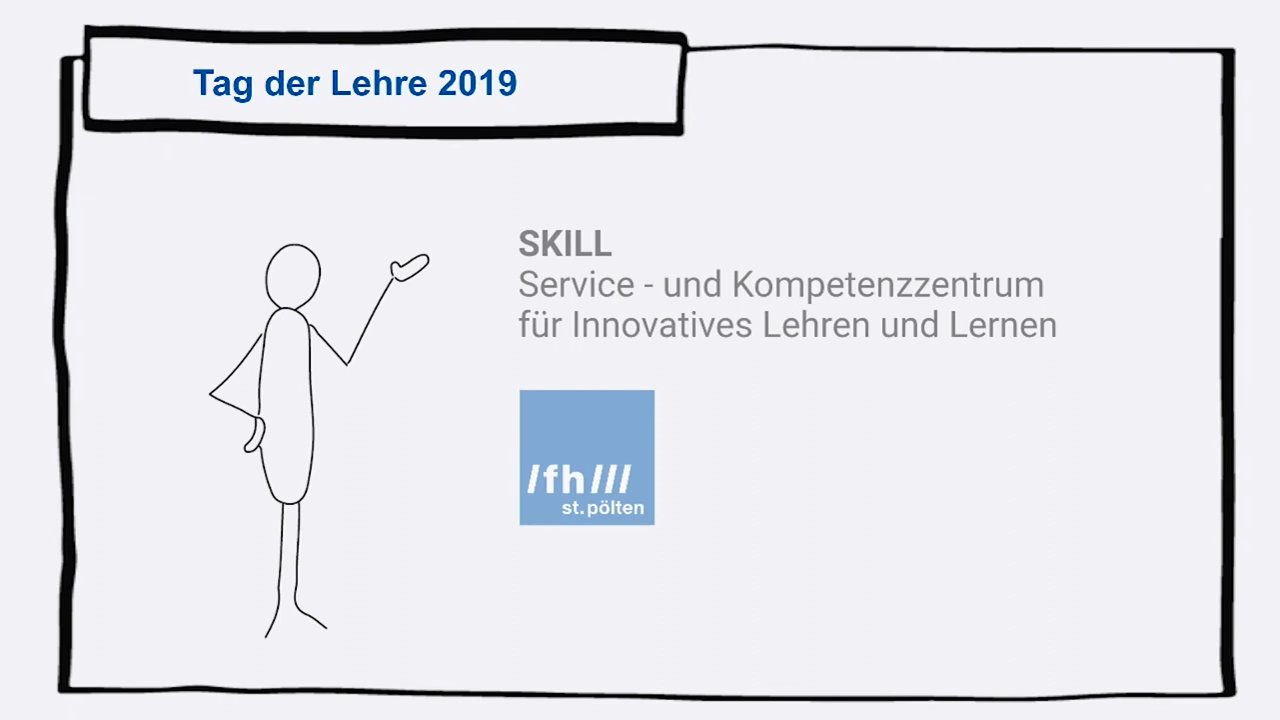 Tag der Lehre 2019
SKILL
Service - und Kompetenzzentrum
für Innovatives Lehren und Lernen
/fh///
st.pölten